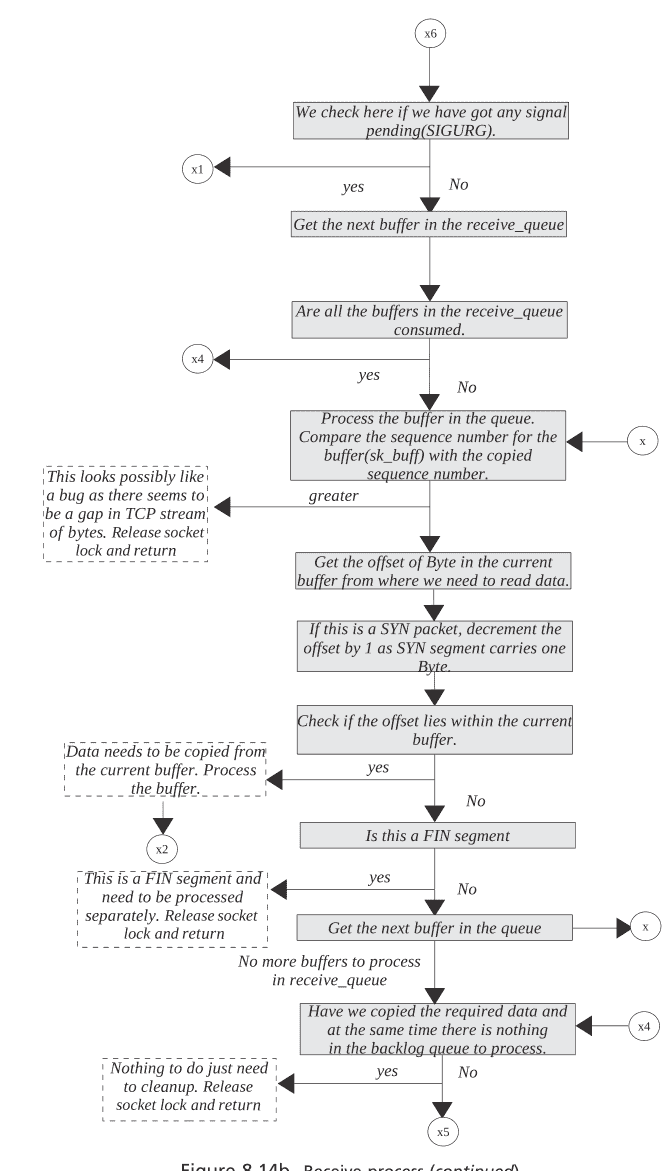 x6
We check here if we have got any signal
pending(SIGURG).
x1
yes
No
Get the next buffer in the receive_queue
Are all the buffers in the receive_queue
consumed.
x4
yes
No
Process the buffer in the queue.
Compare the sequence number for the
buffer(sk_buff) with the copied
sequence number.
x
This looks possibly like
a bug as there seems to
be a gap in TCP stream
of bytes. Release socket
lock and return
greater
Get the offset of Byte in the current
buffer from where we need to read data.
If this is a SYN packet, decrement the
offset by 1 as SYN segment carries one
Byte.
Check if the offset lies within the current
buffer.
Data needs to be copied from
the current buffer. Process
the buffer.
yes
No
x2
Is this a FIN segment
This is a FIN segment and
need to be processed
separately. Release socket
lock and return
yes
No
Get the next buffer in the queue
x
No more buffers to process
in receive_queue
Have we copied the required data and
at the same time there is nothing
in the backlog queue to process.
x4
Nothing to do just need
to cleanup. Release
socket lock and return
yes
No
x5
Figure 8.14b. Receive process (continued)